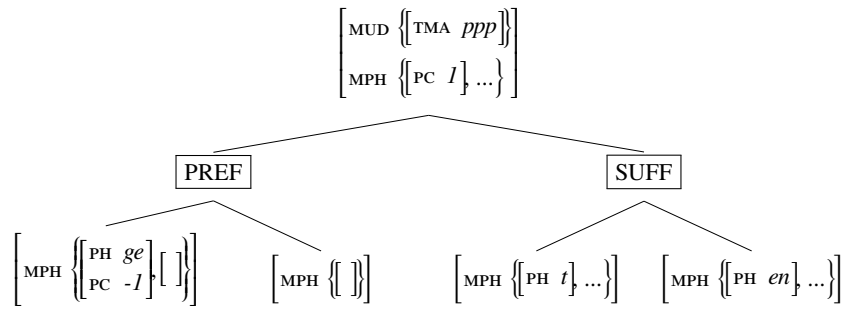 [MUD {[TMA ppp]}
MPH {[PC 1], ...}]
PREF SUFF
[MPH {[PH ge
PC -1], [ ]}]
[MPH {[ ]}]
[MPH {[PH t], ...}]
[MPH {[PH en], ...}]